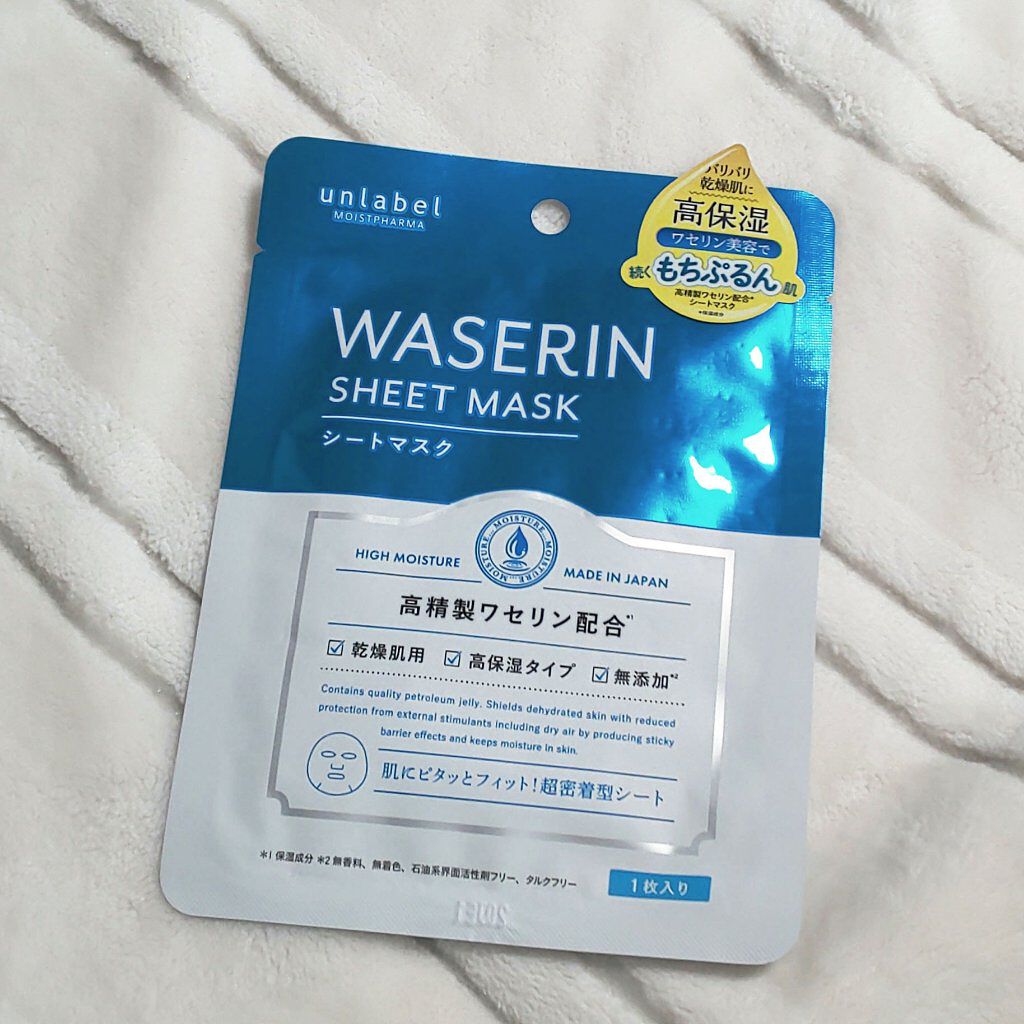 unlabel
MOISTPHARMA
バリバリ
乾燥肌に
高保湿
ワセリン美容で
続くもちぷるん肌
高精製ワセリン配合*
シートマスク
*保湿成分
WASERIN
SHEET MASK
シートマスク
MOISTURE... MOISTURE... MOISTURE...
HIGH MOISTURE
MADE IN JAPAN
高精製ワセリン配合*1
乾燥肌用 高保湿タイプ 無添加*2
Contains quality petroleum jelly. Shields dehydrated skin with reduced
protection from external stimulants including dry air by producing sticky
barrier effects and keeps moisture in skin.
肌にピタッとフィット!超密着型シート
*1 保湿成分 *2 無香料、無着色、石油系界面活性剤フリー、タルクフリー
1枚入り